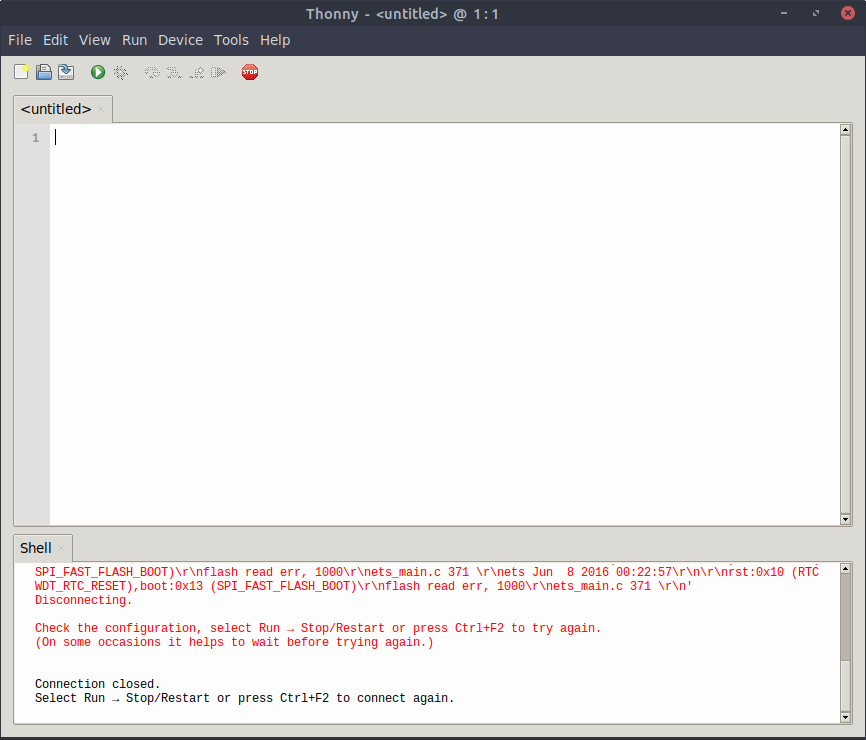 Thonny - <untitled> @ 1:1
File Edit View Run Device Tools Help
STOP
<untitled>
1
Shell
SPI_FAST_FLASH_BOOT)\r\nflash read err, 1000\r\nets_main.c 371 \r\nets Jun  8 2016 00:22:57\r\n\r\nrst:0x10 (RTC
WDT_RTC_RESET),boot:0x13 (SPI_FAST_FLASH_BOOT)\r\nflash read err, 1000\r\nets_main.c 371 \r\n'
Disconnecting.
Check the configuration, select Run → Stop/Restart or press Ctrl+F2 to try again.
(On some occasions it helps to wait before trying again.)
Connection closed.
Select Run → Stop/Restart or press Ctrl+F2 to connect again.